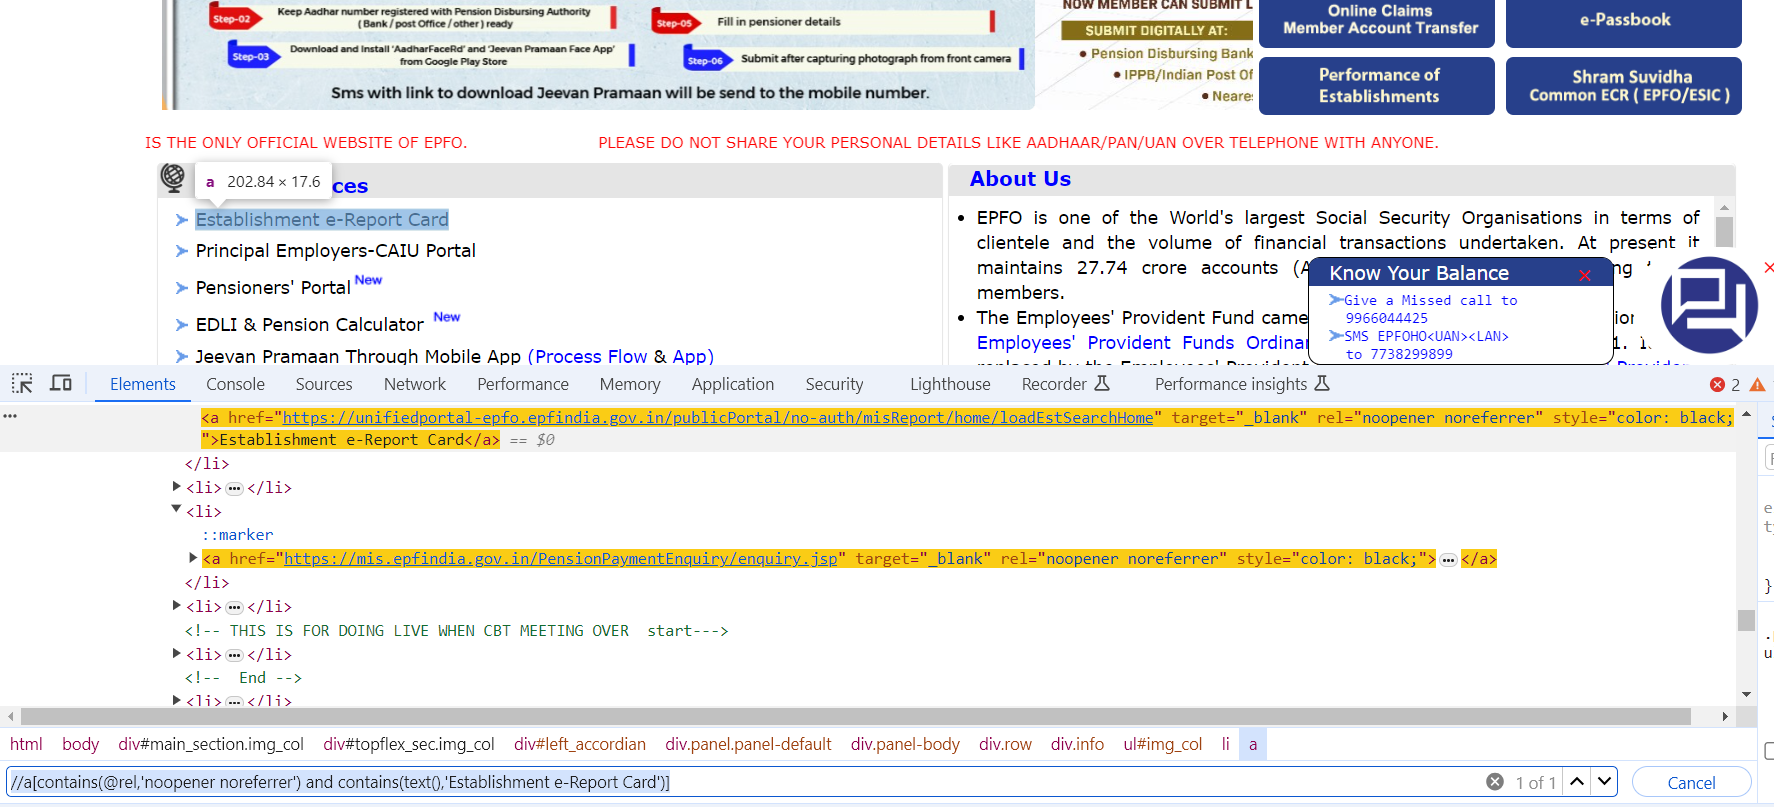 Step-02
Keep Aadhar number registered with Pension Disbursing Authority
( Bank / post Office / other ) ready
Step-05
Fill in pensioner details
Step-03
Download and Install 'AadharFaceRd' and 'Jeevan Pramaan Face App'
from Google Play Store
Step-06
Submit after capturing photograph from front camera
Sms with link to download Jeevan Pramaan will be send to the mobile number.
NOW MEMBER CAN SUBMIT L
SUBMIT DIGITALLY AT:
• Pension Disbursing Bank
• IPPB/Indian Post Of
• Neares
Online Claims
Member Account Transfer
e-Passbook
Performance of
Establishments
Shram Suvidha
Common ECR ( EPFO/ESIC )
IS THE ONLY OFFICIAL WEBSITE OF EPFO. PLEASE DO NOT SHARE YOUR PERSONAL DETAILS LIKE AADHAAR/PAN/UAN OVER TELEPHONE WITH ANYONE.
a 202.84 × 17.6
ces
Establishment e-Report Card
Principal Employers-CAIU Portal
Pensioners' Portal New
EDLI & Pension Calculator New
Jeevan Pramaan Through Mobile App (Process Flow & App)
About Us
• EPFO is one of the World's largest Social Security Organisations in terms of
clientele and the volume of financial transactions undertaken. At present it
maintains 27.74 crore accounts (A
members.
• The Employees' Provident Fund came
Employees' Provident Funds Ordinar
Know Your Balance
Give a Missed call to
9966044425
SMS EPFOHO<UAN><LAN>
to 7738299899
Elements Console Sources Network Performance Memory Application Security Lighthouse Recorder Performance insights 2
<a href="https://unifiedportal-epfo.epfindia.gov.in/publicPortal/no-auth/misReport/home/loadEstSearchHome" target="_blank" rel="noopener noreferrer" style="color: black;
">Establishment e-Report Card</a> == $0
</li>
<li>…</li>
<li>
::marker
<a href="https://mis.epfindia.gov.in/PensionPaymentEnquiry/enquiry.jsp" target="_blank" rel="noopener noreferrer" style="color: black;">…</a>
</li>
<li>…</li>
<!-- THIS IS FOR DOING LIVE WHEN CBT MEETING OVER  start--->
<li>…</li>
<!--  End -->
<li>…</li>
html body div#main_section.img_col div#topflex_sec.img_col div#left_accordian div.panel.panel-default div.panel-body div.row div.info ul#img_col li a
//a[contains(@rel,'noopener noreferrer') and contains(text(),'Establishment e-Report Card')]
1 of 1
Cancel